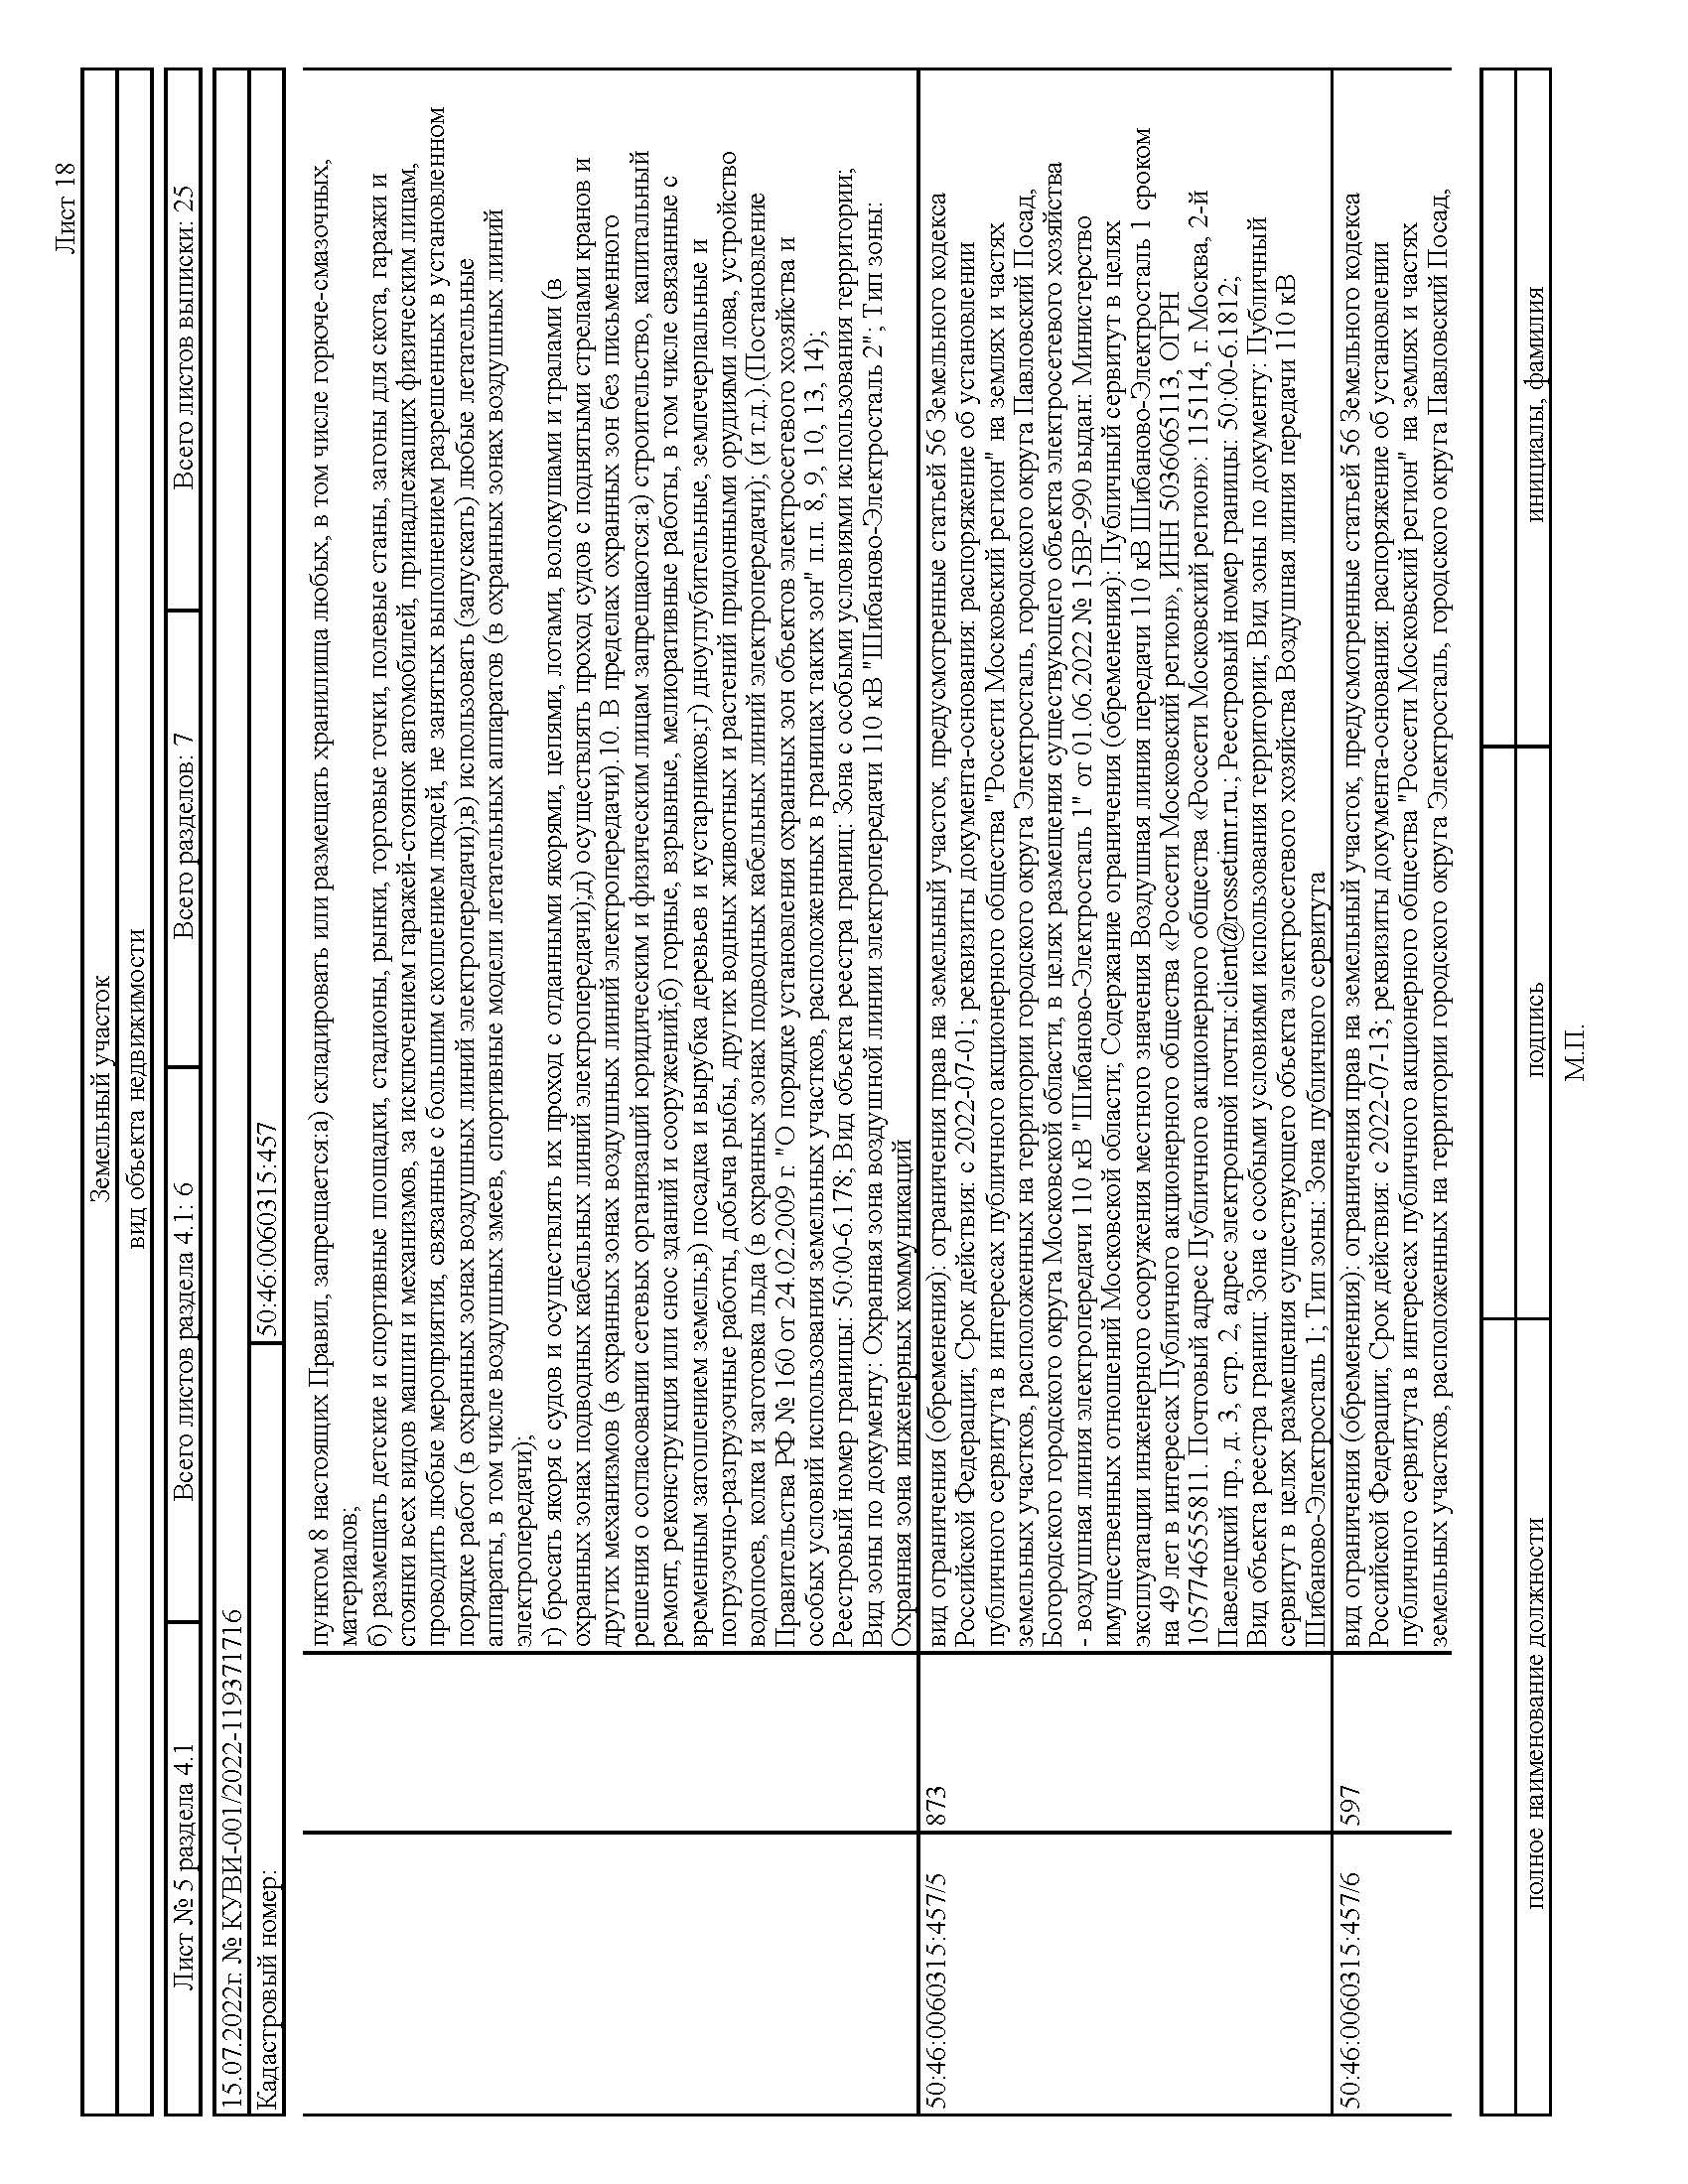 Лист 18
Земельный участок
вид объекта недвижимости
Лист № 5 раздела 4.1 Всего листов раздела 4.1: 6 Всего разделов: 7 Всего листов выписки: 25
15.07.2022г. № КУВИ-001/2022-119371716
Кадастровый номер: 50:46:0060315:457
пунктом 8 настоящих Правил, запрещается:а) складировать или размещать хранилища любых, в том числе горюче-смазочных,
материалов;
б) размещать детские и спортивные площадки, стадионы, рынки, торговые точки, полевые станы, загоны для скота, гаражи и
стоянки всех видов машин и механизмов, за исключением гаражей-стоянок автомобилей, принадлежащих физическим лицам,
проводить любые мероприятия, связанные с большим скоплением людей, не занятых выполнением разрешенных в установленном
порядке работ (в охранных зонах воздушных линий электропередачи);в) использовать (запускать) любые летательные
аппараты, в том числе воздушных змеев, спортивные модели летательных аппаратов (в охранных зонах воздушных линий
электропередачи);
г) бросать якоря с судов и осуществлять их проход с отданными якорями, цепями, лотами, волокушами и тралами (в
охранных зонах подводных кабельных линий электропередачи);д) осуществлять проход судов с поднятыми стрелами кранов и
других механизмов (в охранных зонах воздушных линий электропередачи).10. В пределах охранных зон без письменного
решения о согласовании сетевых организаций юридическим и физическим лицам запрещаются:а) строительство, капитальный
ремонт, реконструкция или снос зданий и сооружений;б) горные, взрывные, мелиоративные работы, в том числе связанные с
временным затоплением земель;в) посадка и вырубка деревьев и кустарников;г) дноуглубительные, землечерпальные и
погрузочно-разгрузочные работы, добыча рыбы, других водных животных и растений придонными орудиями лова, устройство
водопоев, колка и заготовка льда (в охранных зонах подводных кабельных линий электропередачи); (и т.д.).(Постановление
Правительства РФ № 160 от 24.02.2009 г. "О порядке установления охранных зон объектов электросетевого хозяйства и
особых условий использования земельных участков, расположенных в границах таких зон" п.п. 8, 9, 10, 13, 14);
Реестровый номер границы: 50:00-6.178; Вид объекта реестра границ: Зона с особыми условиями использования территории;
Вид зоны по документу: Охранная зона воздушной линии электропередачи 110 кВ "Шибаново-Электросталь 2"; Тип зоны:
Охранная зона инженерных коммуникаций
50:46:0060315:457/5 873 вид ограничения (обременения): ограничения прав на земельный участок, предусмотренные статьей 56 Земельного кодекса
Российской Федерации; Срок действия: с 2022-07-01; реквизиты документа-основания: распоряжение об установлении
публичного сервитута в интересах публичного акционерного общества "Россети Московский регион" на землях и частях
земельных участков, расположенных на территории городского округа Электросталь, городского округа Павловский Посад,
Богородского городского округа Московской области, в целях размещения существующего объекта электросетевого хозяйства
- воздушная линия электропередачи 110 кВ "Шибаново-Электросталь 1" от 01.06.2022 № 15ВР-990 выдан: Министерство
имущественных отношений Московской области; Содержание ограничения (обременения): Публичный сервитут в целях
эксплуатации инженерного сооружения местного значения Воздушная линия передачи 110 кВ Шибаново-Электросталь 1 сроком
на 49 лет в интересах Публичного акционерного общества «Россети Московский регион», ИНН 5036065113, ОГРН
1057746555811. Почтовый адрес Публичного акционерного общества «Россети Московский регион»: 115114, г. Москва, 2-й
Павелецкий пр., д. 3, стр. 2, адрес электронной почты:client@rossetimr.ru.; Реестровый номер границы: 50:00-6.1812;
Вид объекта реестра границ: Зона с особыми условиями использования территории; Вид зоны по документу: Публичный
сервитут в целях размещения существующего объекта электросетевого хозяйства Воздушная линия передачи 110 кВ
Шибаново-Электросталь 1; Тип зоны: Зона публичного сервитута
50:46:0060315:457/6 597 вид ограничения (обременения): ограничения прав на земельный участок, предусмотренные статьей 56 Земельного кодекса
Российской Федерации; Срок действия: с 2022-07-13; реквизиты документа-основания: распоряжение об установлении
публичного сервитута в интересах публичного акционерного общества "Россети Московский регион" на землях и частях
земельных участков, расположенных на территории городского округа Электросталь, городского округа Павловский Посад,
полное наименование должности подпись инициалы, фамилия
М.П.